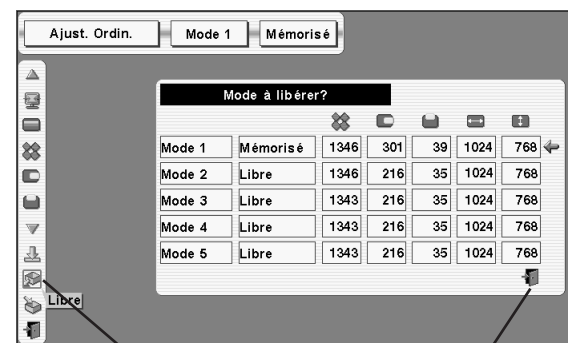 Ajust. Ordin. Mode 1 Mémorisé
Mode à libérer?
Mode 1 Mémorisé 1346 301 39 1024 768
Mode 2 Libre 1346 216 35 1024 768
Mode 3 Libre 1343 216 35 1024 768
Mode 4 Libre 1343 216 35 1024 768
Mode 5 Libre 1343 216 35 1024 768
Libre